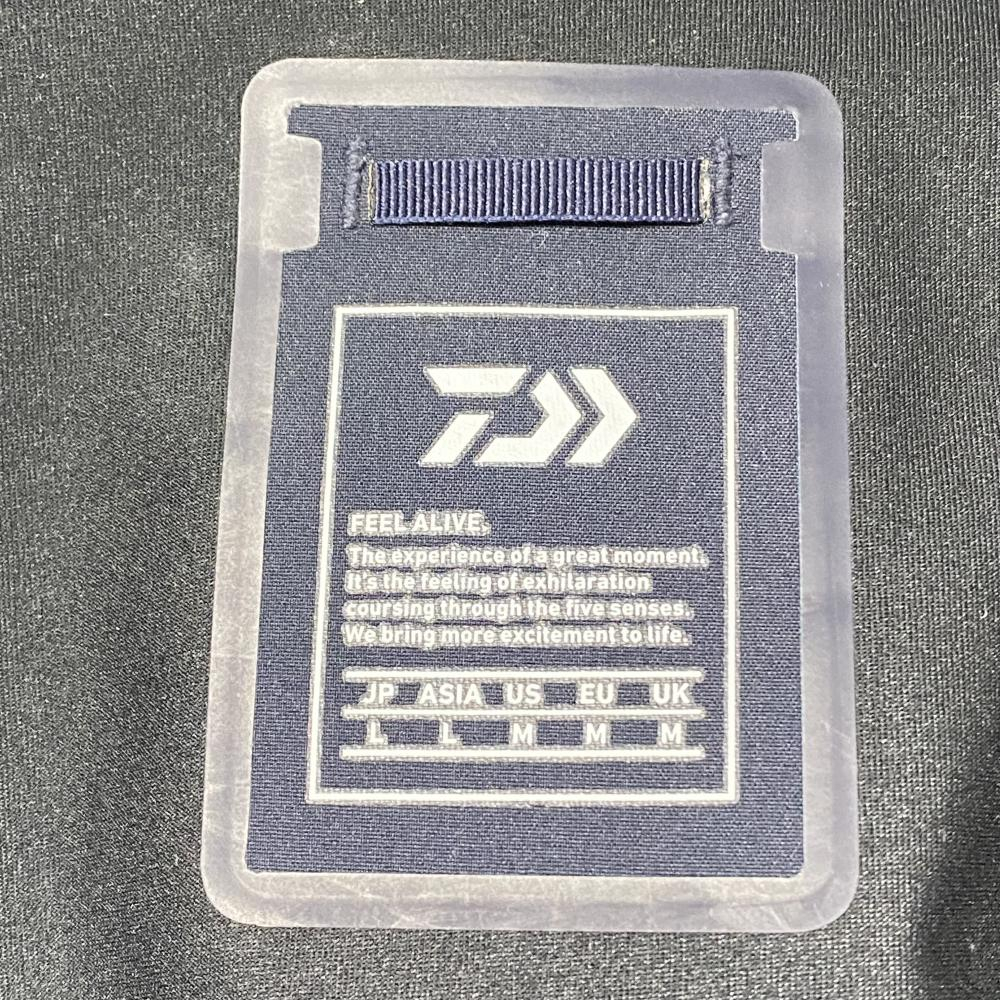 FEEL ALIVE.
The experience of a great moment.
It's the feeling of exhilaration
coursing through the five senses.
We bring more excitement to life.
JP ASIA US EU UK
L L M M M